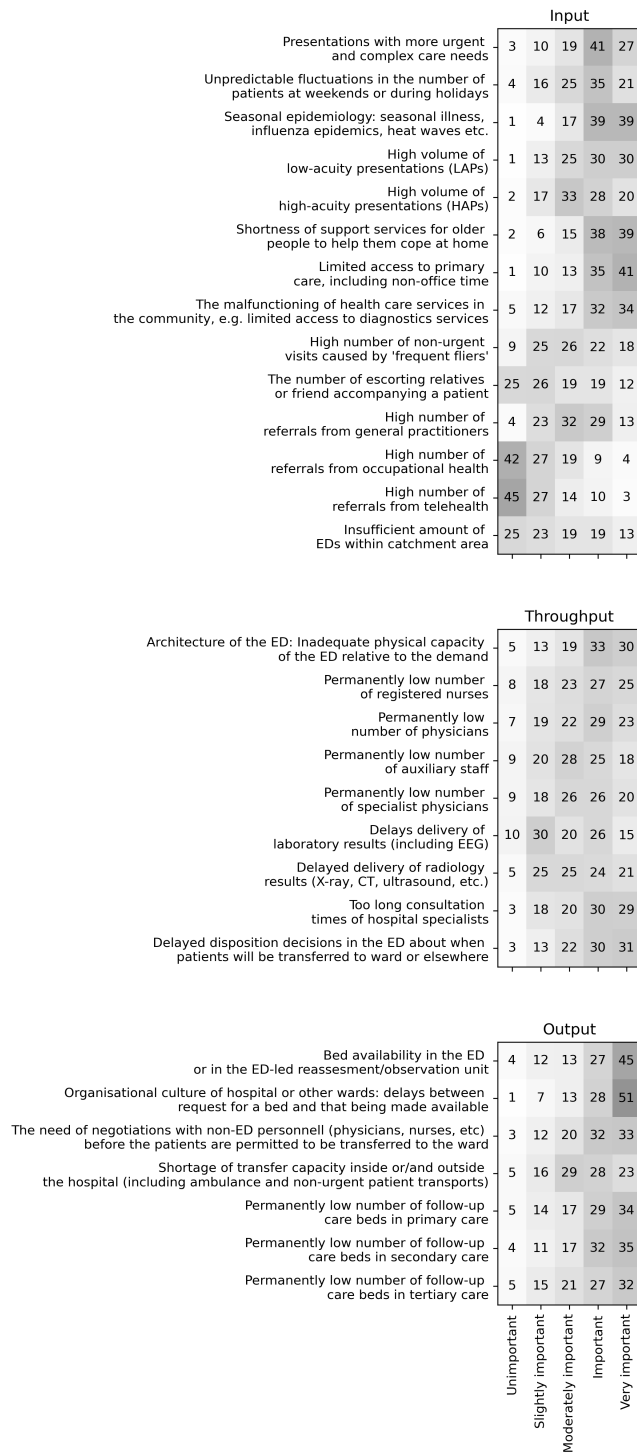 Input
Presentations with more urgent
and complex care needs
3 10 19 41 27
Unpredictable fluctuations in the number of
patients at weekends or during holidays
4 16 25 35 21
Seasonal epidemiology: seasonal illness,
influenza epidemics, heat waves etc.
1 4 17 39 39
High volume of
low-acuity presentations (LAPs)
1 13 25 30 30
High volume of
high-acuity presentations (HAPs)
2 17 33 28 20
Shortness of support services for older
people to help them cope at home
2 6 15 38 39
Limited access to primary
care, including non-office time
1 10 13 35 41
The malfunctioning of health care services in
the community, e.g. limited access to diagnostics services
5 12 17 32 34
High number of non-urgent
visits caused by 'frequent fliers'
9 25 26 22 18
The number of escorting relatives
or friend accompanying a patient
25 26 19 19 12
High number of
referrals from general practitioners
4 23 32 29 13
High number of
referrals from occupational health
42 27 19 9 4
High number of
referrals from telehealth
45 27 14 10 3
Insufficient amount of
EDs within catchment area
25 23 19 19 13
Throughput
Architecture of the ED: Inadequate physical capacity
of the ED relative to the demand
5 13 19 33 30
Permanently low number
of registered nurses
8 18 23 27 25
Permanently low
number of physicians
7 19 22 29 23
Permanently low number
of auxiliary staff
9 20 28 25 18
Permanently low number
of specialist physicians
9 18 26 26 20
Delays delivery of
laboratory results (including EEG)
10 30 20 26 15
Delayed delivery of radiology
results (X-ray, CT, ultrasound, etc.)
5 25 25 24 21
Too long consultation
times of hospital specialists
3 18 20 30 29
Delayed disposition decisions in the ED about when
patients will be transferred to ward or elsewhere
3 13 22 30 31
Output
Bed availability in the ED
or in the ED-led reassesment/observation unit
4 12 13 27 45
Organisational culture of hospital or other wards: delays between
request for a bed and that being made available
1 7 13 28 51
The need of negotiations with non-ED personnell (physicians, nurses, etc)
before the patients are permitted to be transferred to the ward
3 12 20 32 33
Shortage of transfer capacity inside or/and outside
the hospital (including ambulance and non-urgent patient transports)
5 16 29 28 23
Permanently low number of follow-up
care beds in primary care
5 14 17 29 34
Permanently low number of follow-up
care beds in secondary care
4 11 17 32 35
Permanently low number of follow-up
care beds in tertiary care
5 15 21 27 32
Unimportant
Slightly important
Moderately important
Important
Very important